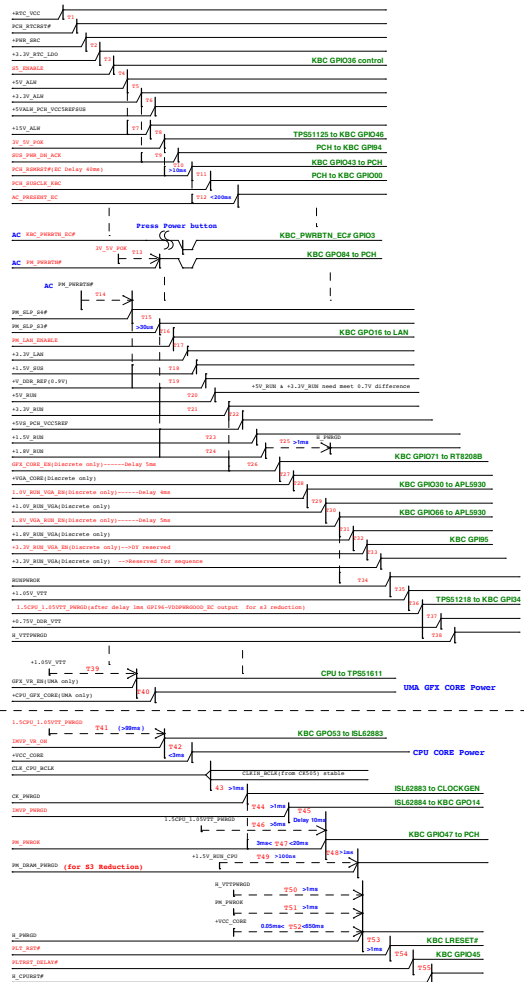 +RTC_VCC
T1
PCH_RTCRST#
+PWR_SRC
T2
+3.3V_RTC_LDO
T3
KBC GPIO36 control
S5_ENABLE
T4
+5V_ALW
T5
+3.3V_ALW
T6
+5VALW_PCH_VCC5REFSUS
+15V_ALW
T7
T8
TPS51125 to KBC GPIO46
3V_5V_POK
PCH to KBC GPI94
SUS_PWR_DN_ACK
T9
T10
KBC GPIO43 to PCH
PCH_RSMRST#(EC Delay 40ms)
>10ms
T11
PCH to KBC GPIO00
PCH_SUSCLK_KBC
AC_PRESENT_EC
T12 <200ms
Press Power button
AC KBC_PWRBTN_EC#
KBC_PWRBTN_EC# GPIO3
3V_5V_POK
T13
KBC GPO84 to PCH
AC PM_PWRBTN#
AC PM_PWRBTN#
T14
PM_SLP_S4#
T15
PM_SLP_S3#
>30us
T16
PM_LAN_ENABLE
KBC GPO16 to LAN
T17
+3.3V_LAN
+1.5V_SUS
T18
+V_DDR_REF(0.9V)
T19
+5V_RUN & +3.3V_RUN need meet 0.7V difference
+5V_RUN
T20
+3.3V_RUN
T21
T22
+5VS_PCH_VCC5REF
+1.5V_RUN
T23
T25 >1ms
H_PWRGD
+1.8V_RUN
T24
KBC GPIO71 to RT8208B
GFX_CORE_EN(Discrete only)------Delay 5ms
T26
+VGA_CORE(Discrete only)
T27
KBC GPIO30 to APL5930
1.0V_RUN_VGA_EN(Discrete only)------Delay 4ms
T28
+1.0V_RUN_VGA(Discrete only)
T29
KBC GPIO66 to APL5930
1.8V_VGA_RUN_EN(Discrete only)------Delay 5ms
T30
+1.8V_RUN_VGA(Discrete only)
T31
KBC GPI95
+3.3V_RUN_VGA_EN(Discrete only)-->DY reserved
T32
+3.3V_RUN_VGA(Discrete only) -->Reserved for sequence
T33
RUNPWROK
T34
+1.05V_VTT
T35
TPS51218 to KBC GPI34
1.5CPU_1.05VTT_PWRGD(after delay 1ms GPI96-VDDPWRGOOD_EC output for s3 reduction)
T36
+0.75V_DDR_VTT
T37
H_VTTPWRGD
T38
+1.05V_VTT
T39
CPU to TPS51611
GFX_VR_EN(UMA only)
T40
UMA GFX CORE Power
+CPU_GFX_CORE(UMA only)
1.5CPU_1.05VTT_PWRGD
T41 (>99ms)
KBC GPO53 to ISL62883
IMVP_VR_ON
T42
+VCC_CORE
<3ms
CPU CORE Power
CLK_CPU_BCLK
CLKIN_BCLK(from CK505) stable
43 >1ms
ISL62883 to CLOCKGEN
CK_PWRGD
T44 >1ms
ISL62884 to KBC GPO14
IMVP_PWRGD
T45
1.5CPU_1.05VTT_PWRGD
Delay 10ms
T46 >5ms
KBC GPIO47 to PCH
PM_PWROK
3ms< T47 <20ms
T48 >1ms
+1.5V_RUN_CPU
T49 >100ns
PM_DRAM_PWRGD (for S3 Reduction)
H_VTTPWRGD
T50 >1ms
PM_PWROK
T51 >1ms
+VCC_CORE
0.05ms< T52 <650ms
H_PWRGD
T53
KBC LRESET#
>1ms
PLT_RST#
T54
KBC GPIO45
PLTRST_DELAY#
T55
H_CPURST#